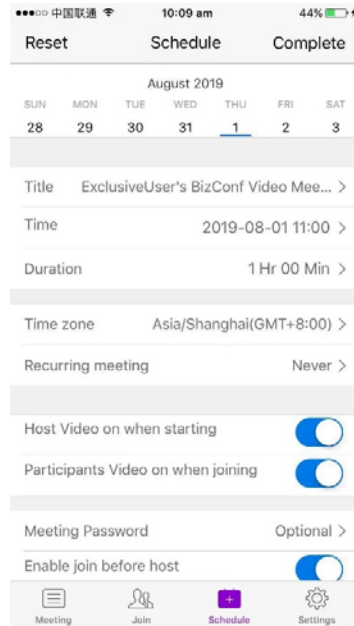 中国联通 10:09 am 44%
Reset Schedule Complete
August 2019
SUN MON TUE WED THU FRI SAT
28 29 30 31 1 2 3
Title ExclusiveUser's BizConf Video Mee... >
Time 2019-08-01 11:00 >
Duration 1 Hr 00 Min >
Time zone Asia/Shanghai(GMT+8:00) >
Recurring meeting Never >
Host Video on when starting
Participants Video on when joining
Meeting Password Optional >
Enable join before host
Meeting Join Schedule Settings